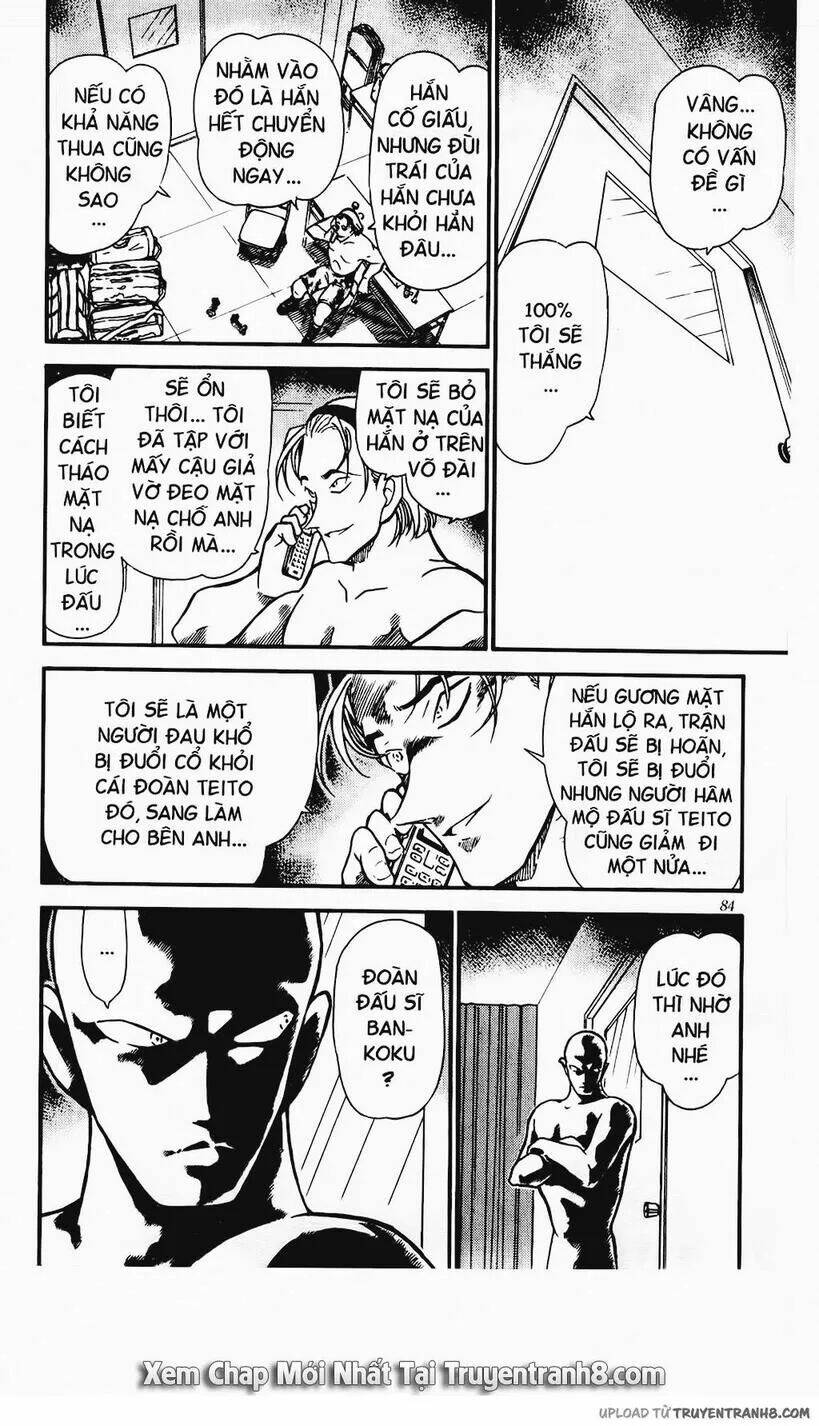 VÂNG...
KHÔNG
CÓ VẤN
ĐỀ GÌ
...
100%
TÔI SẼ
THẮNG
...
HẮN
CỐ GIẤU,
NHƯNG ĐÙI
TRÁI CỦA
HẮN CHƯA
KHỎI HẲN
ĐÂU...
NHẰM VÀO
ĐÓ LÀ HẮN
HẾT CHUYỂN
ĐỘNG
NGAY...
NẾU CÓ
KHẢ NĂNG
THUA CŨNG
KHÔNG
SAO
...
TÔI SẼ BỎ
MẶT NẠ CỦA
HẮN Ở TRÊN
VÕ ĐÀI
...
SẼ ỔN
THÔI... TÔI
ĐÃ TẬP VỚI
MẤY CẬU GIẢ
VỜ ĐEO MẶT
NẠ CHỐ ANH
RỒI MÀ...
TÔI
BIẾT
CÁCH
THÁO
MẶT
NẠ
TRONG
LÚC
ĐẤU
...
NẾU GƯƠNG MẶT
HẮN LỘ RA, TRẬN
ĐẤU SẼ BỊ HOÃN,
TÔI SẼ BỊ ĐUỔI
NHƯNG NGƯỜI HÂM
MỘ ĐẤU SĨ TEITO
CŨNG GIẢM ĐI
MỘT NỬA...
TÔI SẼ LÀ MỘT
NGƯỜI ĐAU KHỔ
BỊ ĐUỔI CỔ KHỎI
CÁI ĐOÀN TEITO
ĐÓ, SANG LÀM
CHO BÊN ANH...
84
LÚC ĐÓ
THÌ NHỜ
ANH
NHÉ
...
ĐOÀN
ĐẤU SĨ
BAN-
KOKU
?
...
Xem Chap Mới Nhất Tại Truyentranh8.com
UPLOAD TỪ TRUYENTRANH8.COM